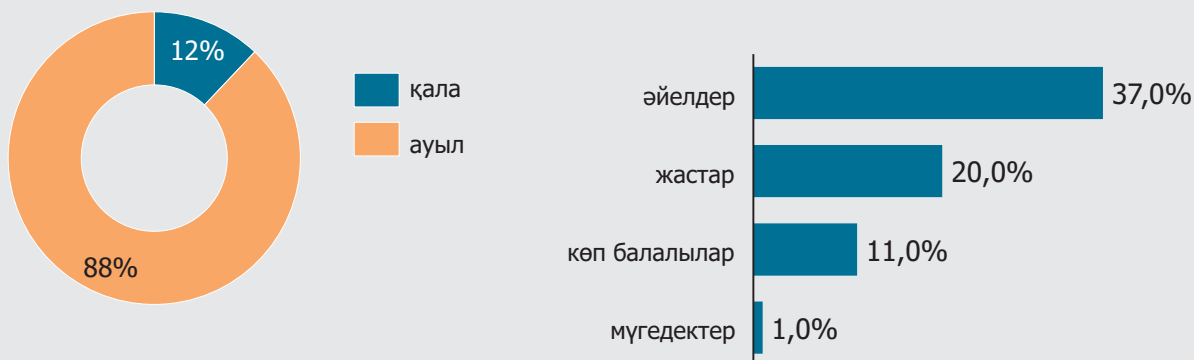 12%
88%
қала
ауыл
әйелдер 37,0%
жастар 20,0%
көп балалылар 11,0%
мүгедектер 1,0%